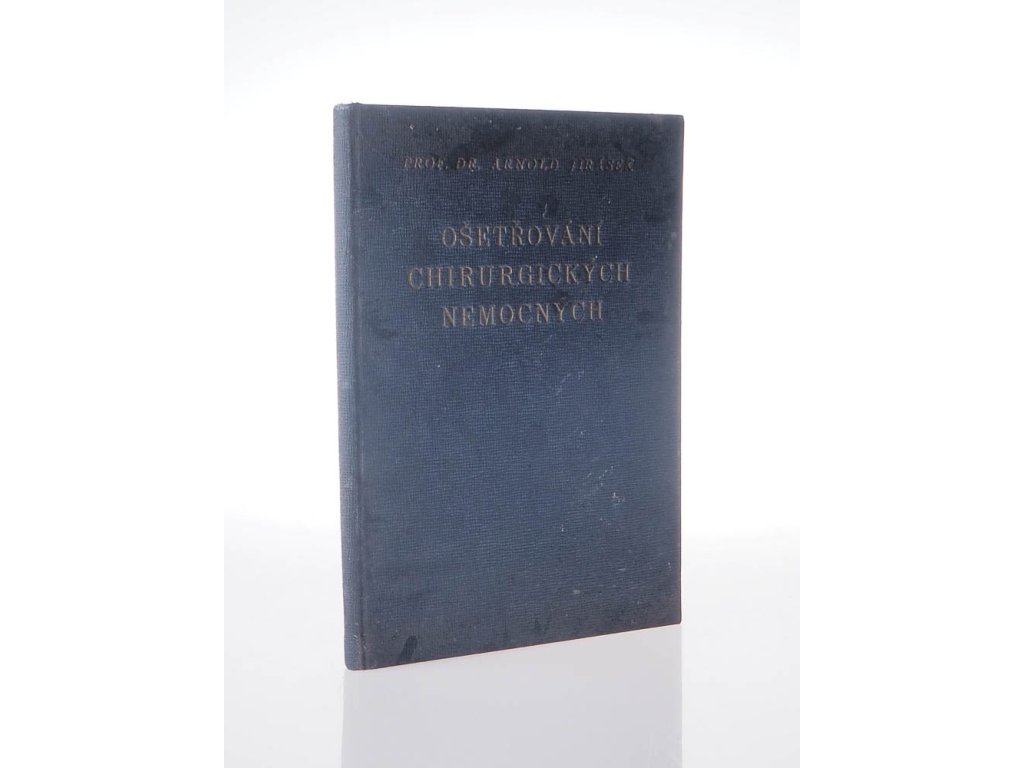 PROF. DR. ARNOLD JIRÁSEK
OŠETŘOVÁNÍ
CHIRURGICKÝCH
NEMOCNÝCH